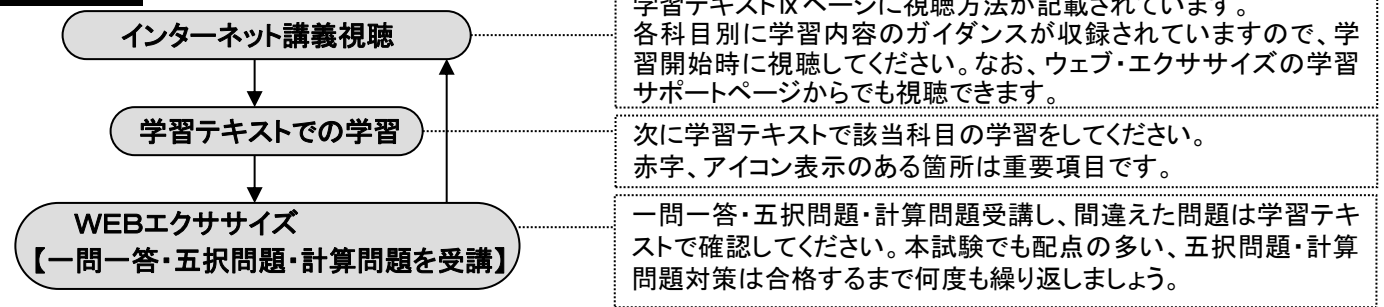 学習テキストⅨページに視聴方法が記載されています。
インターネット講義視聴
各科目別に学習内容のガイダンスが収録されていますので、学
習開始時に視聴してください。なお、ウェブ・エクササイズの学習
サポートページからでも視聴できます。
学習テキストでの学習
次に学習テキストで該当科目の学習をしてください。
赤字、アイコン表示のある箇所は重要項目です。
WEBエクササイズ
【一問一答・五択問題・計算問題を受講】
一問一答・五択問題・計算問題受講し、間違えた問題は学習テキ
ストで確認してください。本試験でも配点の多い、五択問題・計算
問題対策は合格するまで何度も繰り返しましょう。